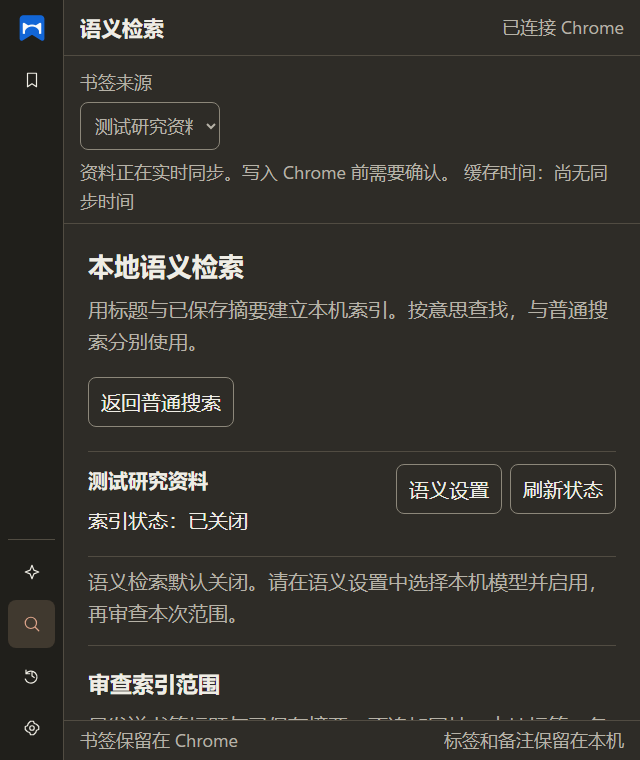 语义检索
已连接 Chrome
书签来源
测试研究资料
资料正在实时同步。写入 Chrome 前需要确认。 缓存时间：尚无同
步时间
本地语义检索
用标题与已保存摘要建立本机索引。按意思查找，与普通搜
索分别使用。
返回普通搜索
测试研究资料
语义设置
刷新状态
索引状态：已关闭
语义检索默认关闭。请在语义设置中选择本机模型并启用，
再审查本次范围。
审查索引范围
书签保留在 Chrome
标签和备注保留在本机